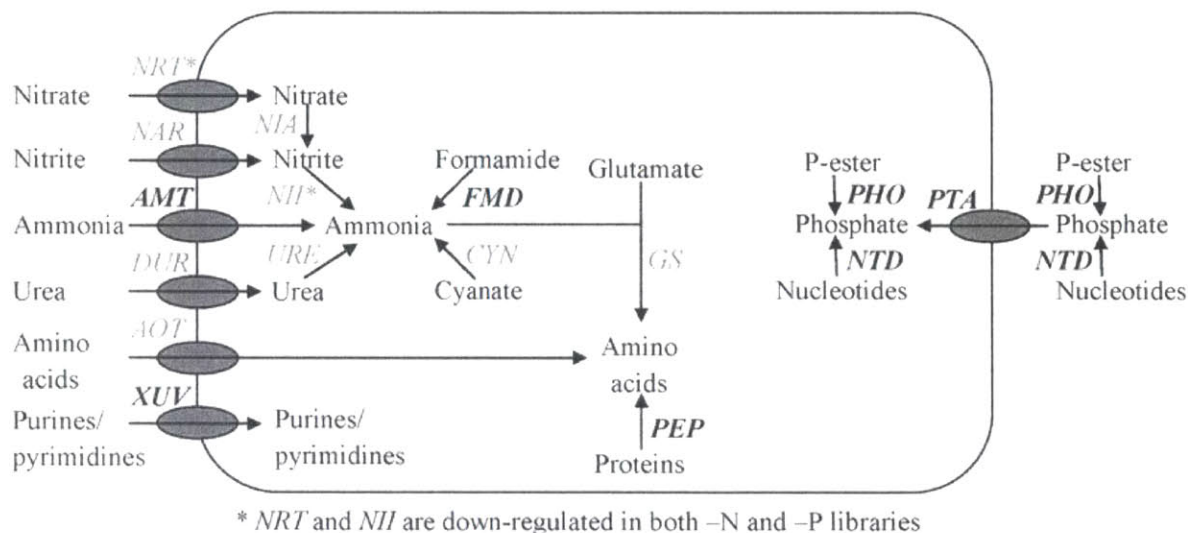 NRT*
Nitrate Nitrate
NAR NIA
Nitrite Nitrite Formamide Glutamate P-ester P-ester
AMT NII* FMD PHO PTA PHO
Ammonia Ammonia Phosphate Phosphate
DUR URE CYN GS NTD NTD
Urea Urea Cyanate Nucleotides Nucleotides
AOT
Amino
acids
Amino
acids
XUV
Purines/
pyrimidines
Purines/
pyrimidines
PEP
Proteins
* NRT and NII are down-regulated in both –N and –P libraries